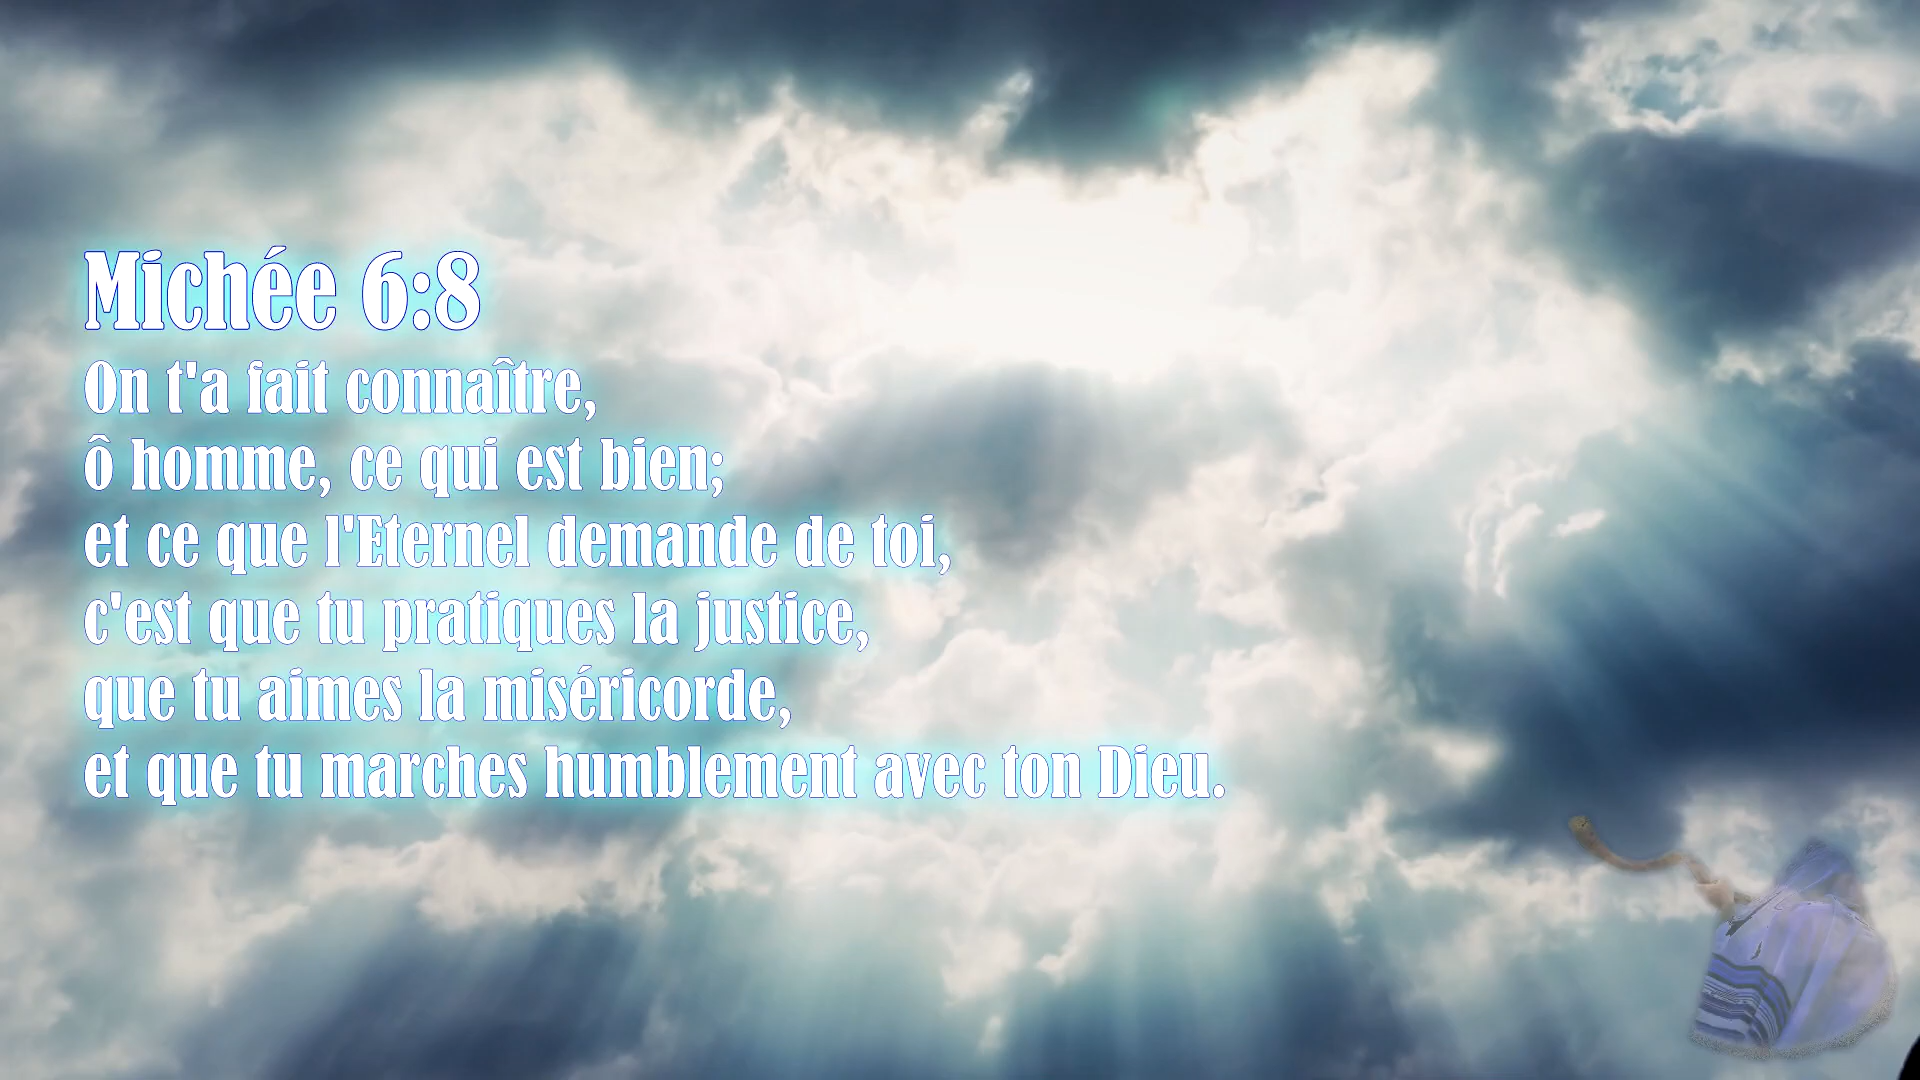 Michée 6:8
On t'a fait connaître,
ô homme, ce qui est bien;
et ce que l'Eternel demande de toi,
c'est que tu pratiques la justice,
que tu aimes la miséricorde,
et que tu marches humblement avec ton Dieu.